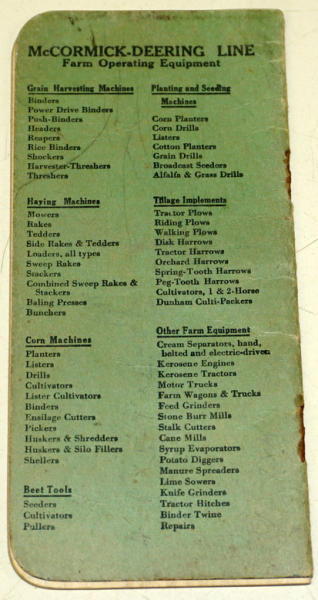 McCORMICK-DEERING LINE
Farm Operating Equipment
Grain Harvesting Machines
Binders
Power Drive Binders
Push-Binders
Headers
Reapers
Rice Binders
Shockers
Harvester-Threshers
Threshers
Haying Machines
Mowers
Rakes
Tedders
Side Rakes & Tedders
Loaders, all types
Sweep Rakes
Stackers
Combined Sweep Rakes &
Stackers
Baling Presses
Bunchers
Corn Machines
Planters
Listers
Drills
Cultivators
Lister Cultivators
Binders
Ensilage Cutters
Pickers
Huskers & Shredders
Huskers & Silo Fillers
Shellers
Beet Tools
Seeders
Cultivators
Pullers
Planting and Seeding
Machines
Corn Planters
Corn Drills
Listers
Cotton Planters
Grain Drills
Broadcast Seeders
Alfalfa & Grass Drills
Tillage Implements
Tractor Plows
Riding Plows
Walking Plows
Disk Harrows
Tractor Harrows
Orchard Harrows
Spring-Tooth Harrows
Peg-Tooth Harrows
Cultivators, 1 & 2-Horse
Dunham Culti-Packers
Other Farm Equipment
Cream Separators, hand,
belted and electric-driven
Kerosene Engines
Kerosene Tractors
Motor Trucks
Farm Wagons & Trucks
Feed Grinders
Stone Burr Mills
Stalk Cutters
Cane Mills
Syrup Evaporators
Potato Diggers
Manure Spreaders
Lime Sowers
Knife Grinders
Tractor Hitches
Binder Twine
Repairs